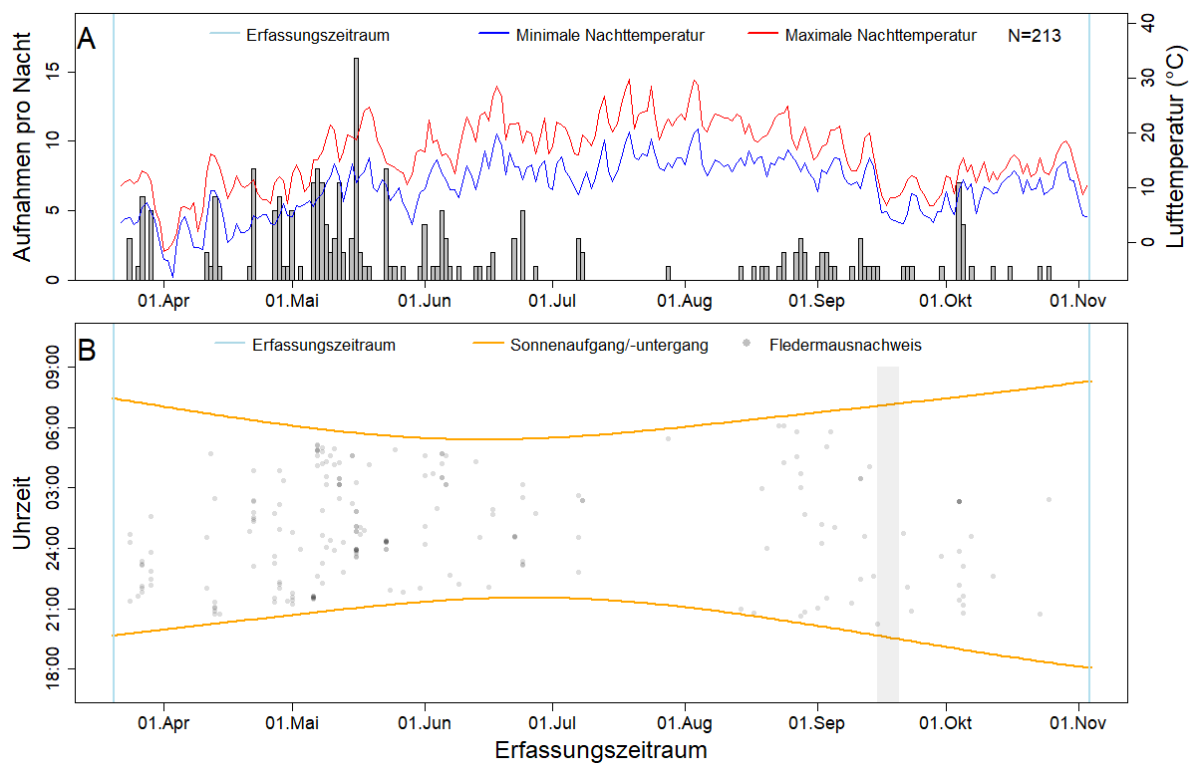 A
Erfassungszeitraum
Minimale Nachttemperatur
Maximale Nachttemperatur
N=213
Aufnahmen pro Nacht
15
10
5
0
Lufttemperatur (°C)
40
30
20
10
0
01.Apr
01.Mai
01.Jun
01.Jul
01.Aug
01.Sep
01.Okt
01.Nov
B
Erfassungszeitraum
Sonnenaufgang/-untergang
Fledermausnachweis
Uhrzeit
09:00
06:00
03:00
24:00
21:00
18:00
01.Apr
01.Mai
01.Jun
01.Jul
01.Aug
01.Sep
01.Okt
01.Nov
Erfassungszeitraum